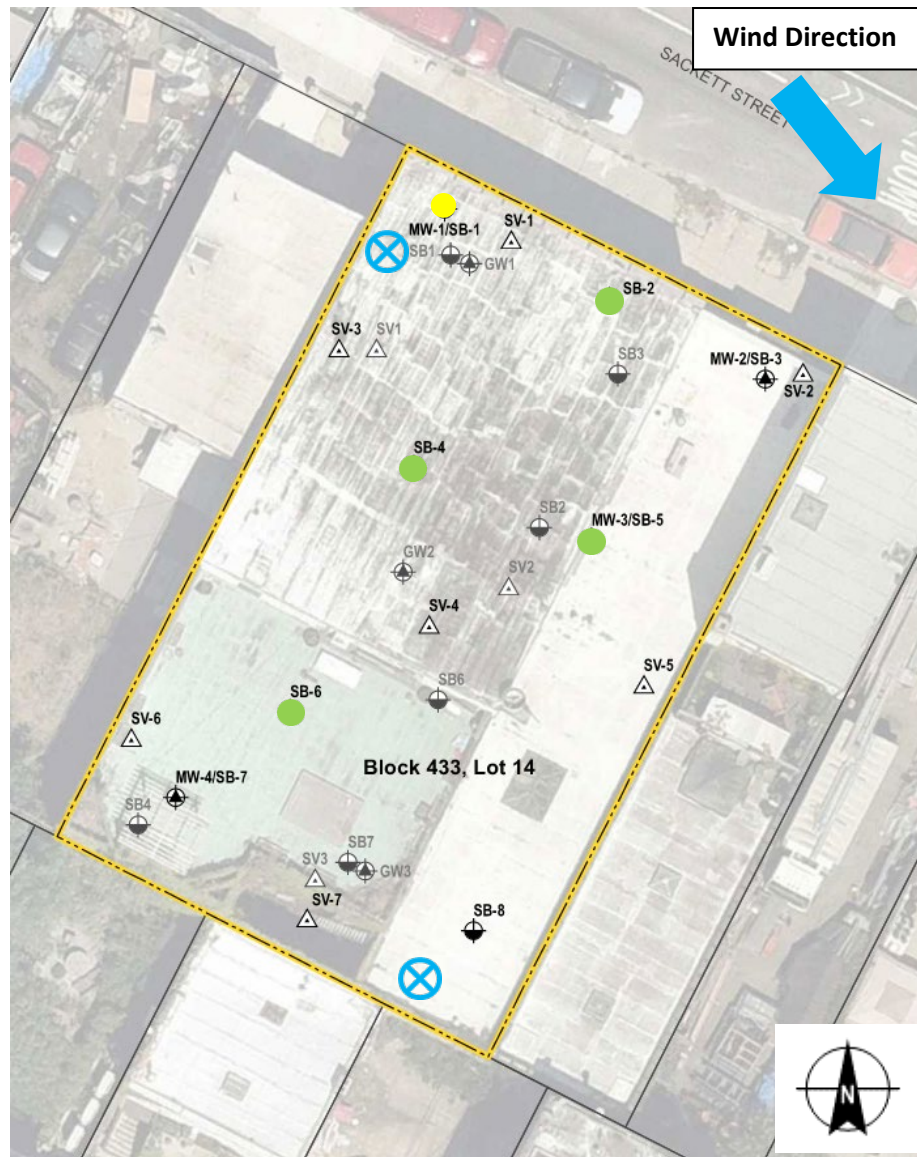 Wind Direction
SACKETT STREET
MW-1/SB-1
SV-1
SB1
GW1
SB-2
SV-3
SV1
SB3
MW-2/SB-3
SV-2
SB-4
SB2
MW-3/SB-5
GW2
SV2
SV-4
SV-5
SB6
SB-6
SV-6
Block 433, Lot 14
MW-4/SB-7
SB4
SB7
SV3
GW3
SV-7
SB-8
N